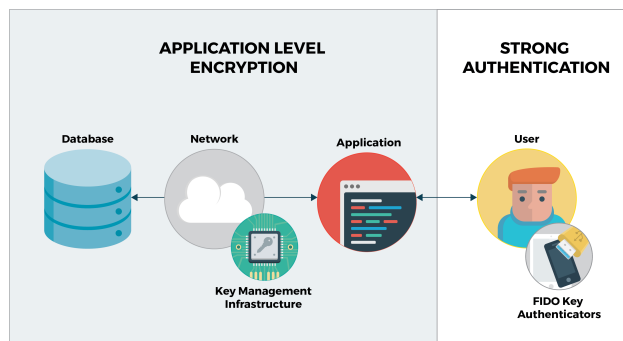 APPLICATION LEVEL
ENCRYPTION
STRONG
AUTHENTICATION
Database
Network
Application
User
Key Management
Infrastructure
FIDO Key
Authenticators